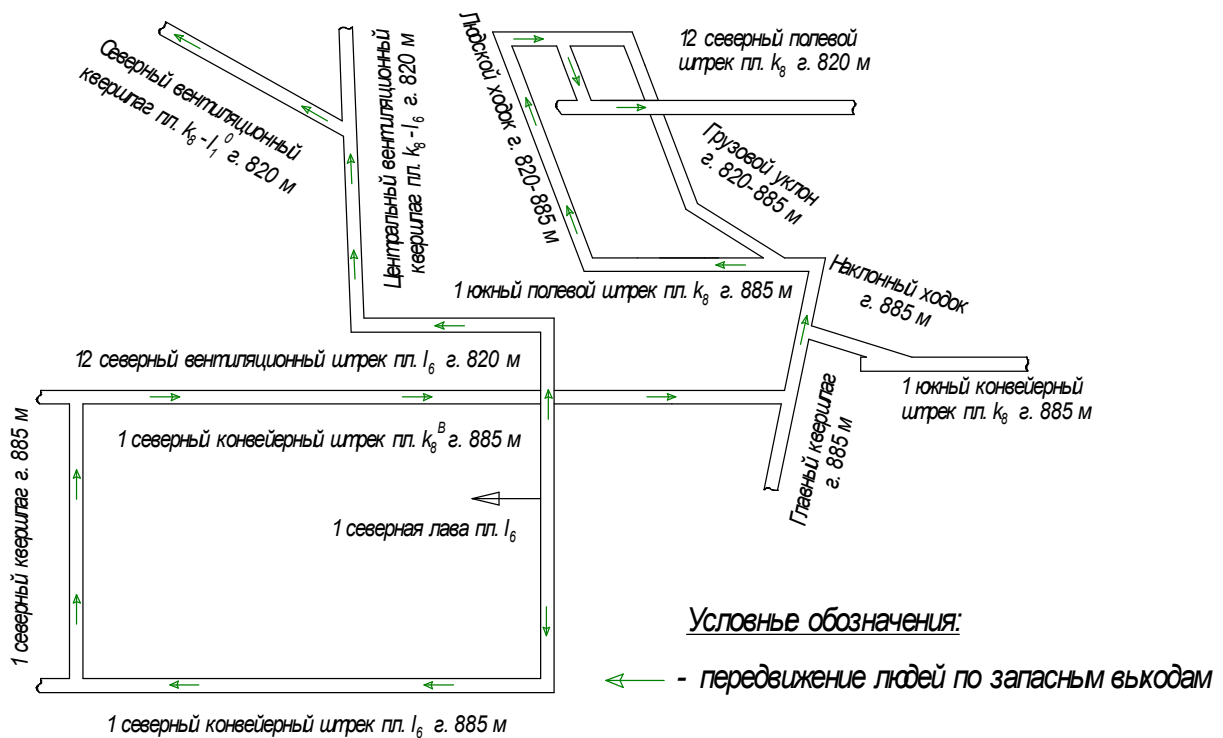 Северный вентиляционный
квершлаг пл. k₈ - l₁⁰ г. 820 м
Центральный вентиляционный
квершлаг пл. k₈ - l₆ г. 820 м
Людской ходок г. 820-885 м
12 северный полевой
штрек пл. k₈ г. 820 м
Грузовой уклон
г. 820-885 м
Наклонный ходок
г. 885 м
1 южный полевой штрек пл. k₈ г. 885 м
12 северный вентиляционный штрек пл. l₆ г. 820 м
1 южный конвейерный
штрек пл. k₈ г. 885 м
Главный квершлаг
г. 885 м
1 северный конвейерный штрек пл. k₈ᴮ г. 885 м
1 северный квершлаг г. 885 м
1 северная лава пл. l₆
Условные обозначения:
- передвижение людей по запасным выходам
1 северный конвейерный штрек пл. l₆ г. 885 м